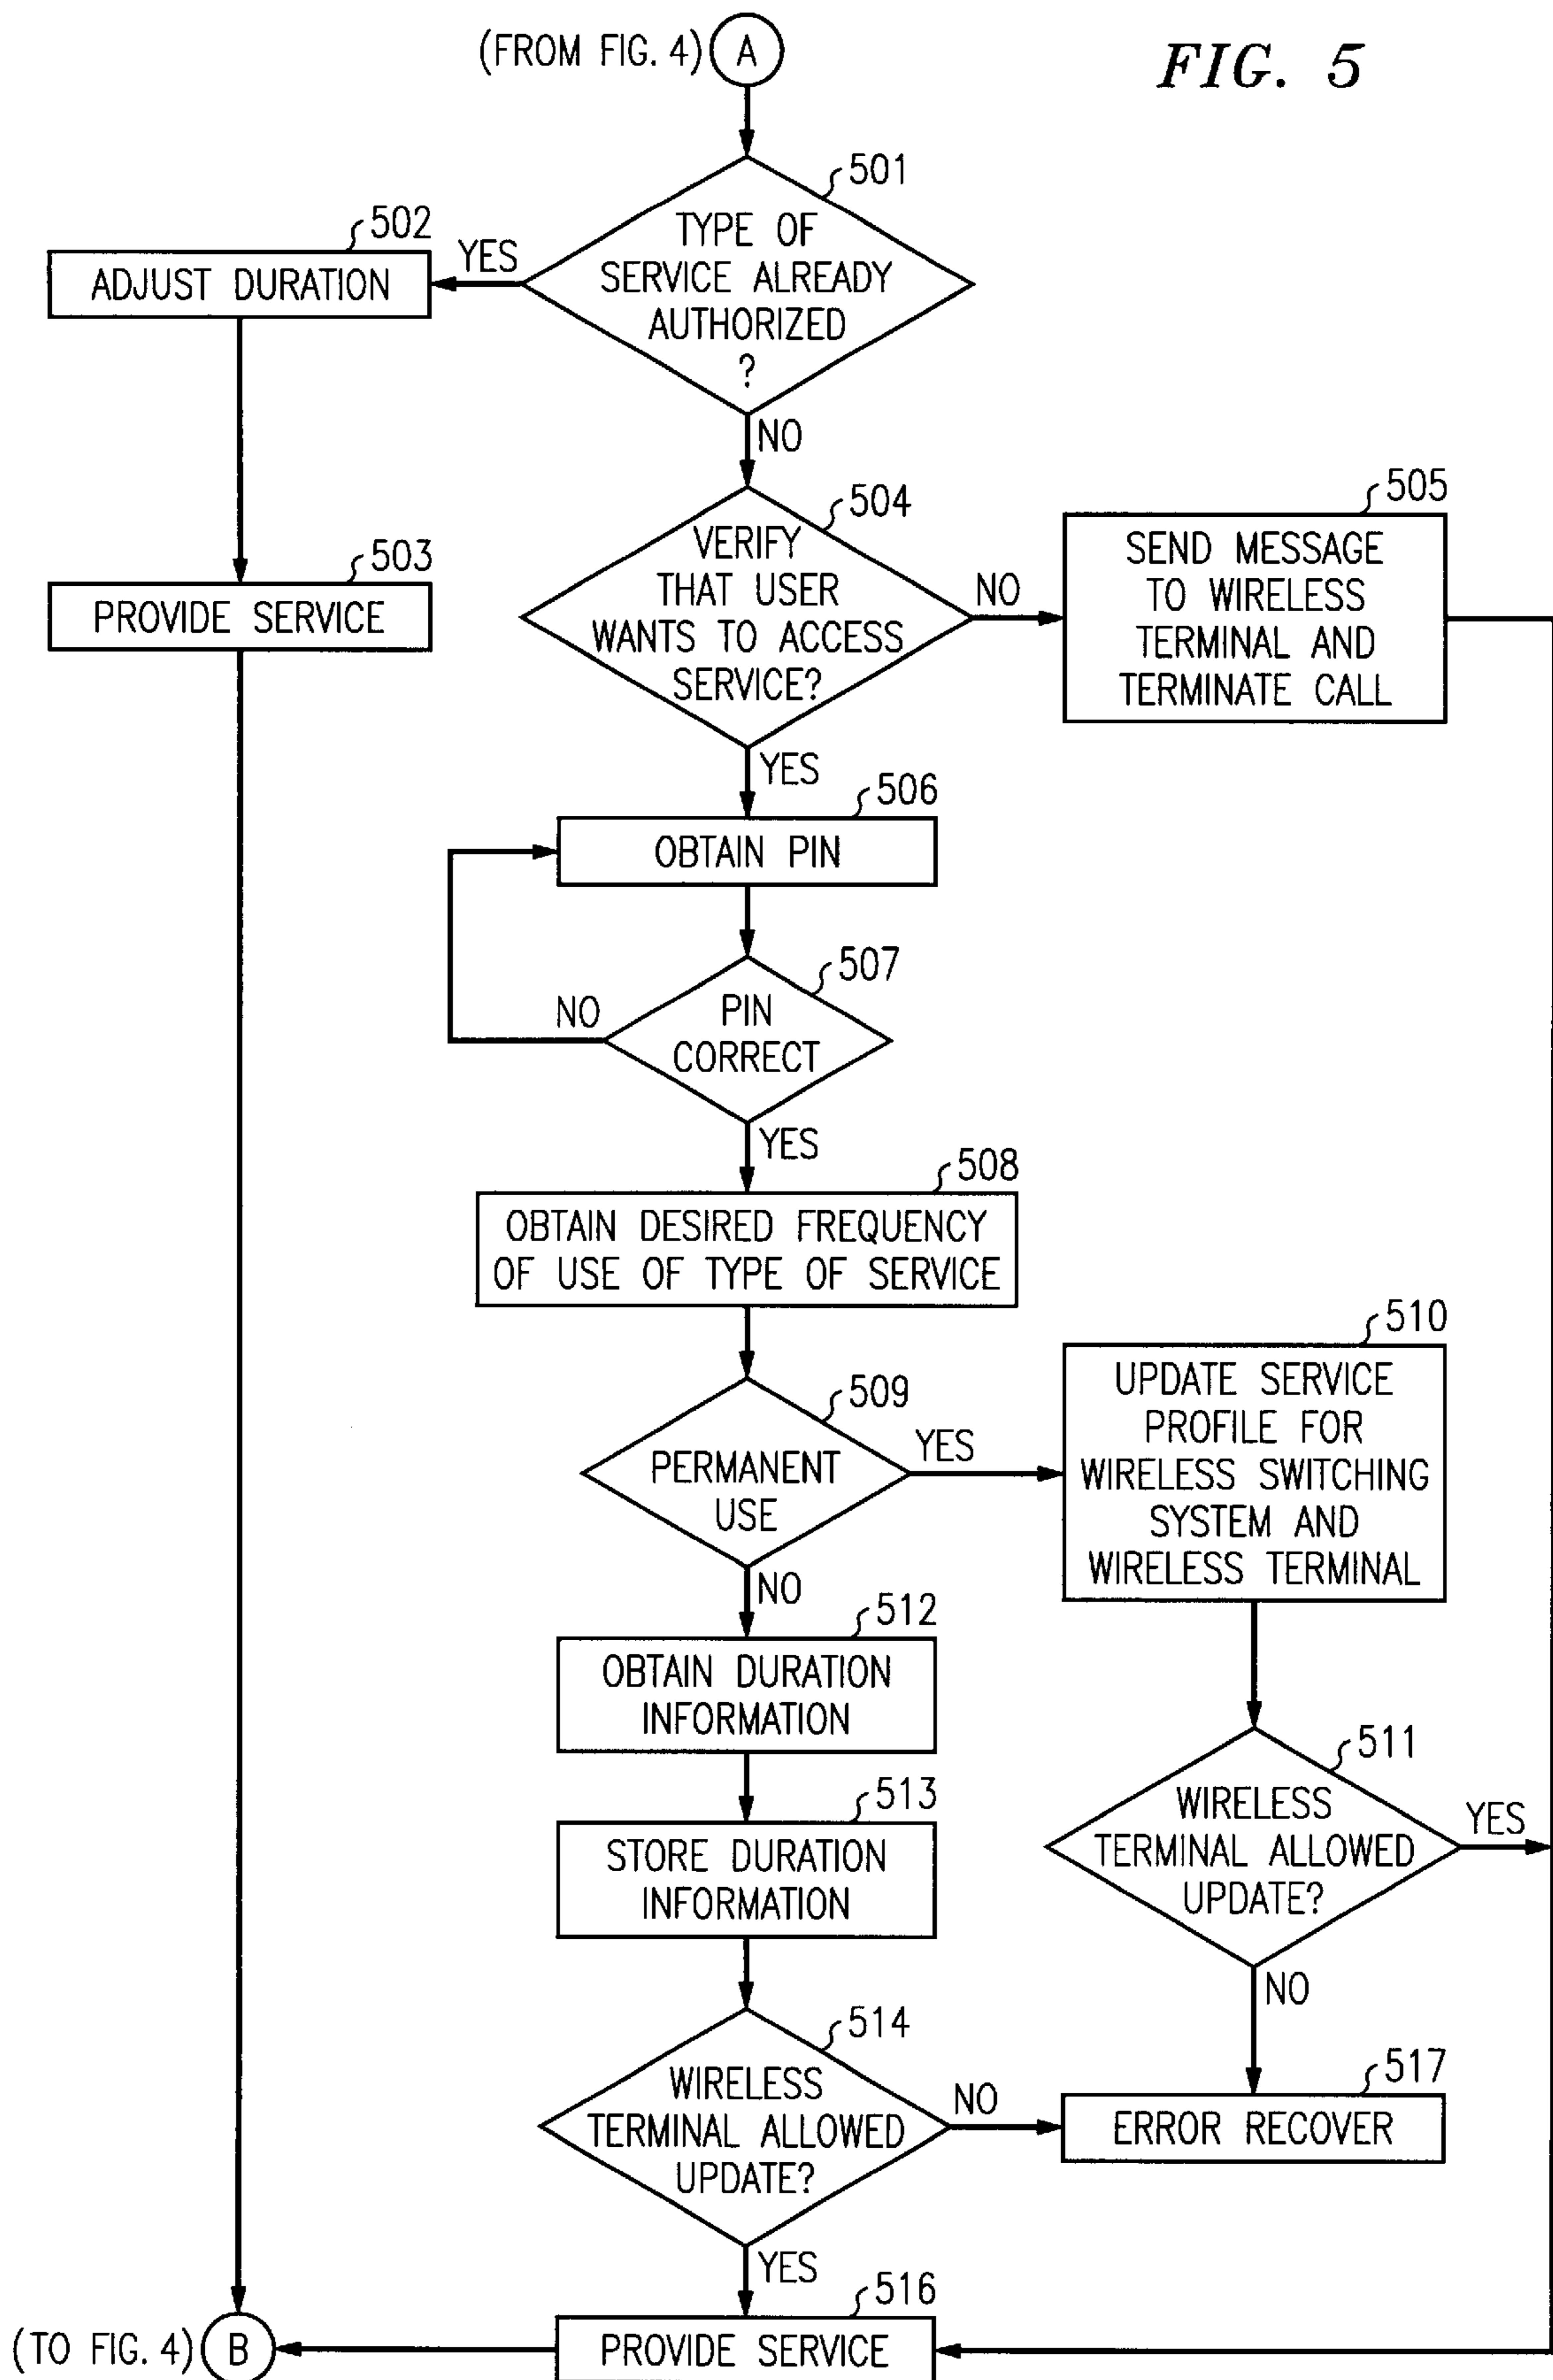 (FROM FIG. 4) A
FIG. 5
501
TYPE OF
SERVICE ALREADY
AUTHORIZED
?
YES
502
ADJUST DURATION
NO
503
PROVIDE SERVICE
504
VERIFY
THAT USER
WANTS TO ACCESS
SERVICE?
NO
505
SEND MESSAGE
TO WIRELESS
TERMINAL AND
TERMINATE CALL
YES
506
OBTAIN PIN
507
PIN
CORRECT
NO
YES
508
OBTAIN DESIRED FREQUENCY
OF USE OF TYPE OF SERVICE
509
PERMANENT
USE
YES
510
UPDATE SERVICE
PROFILE FOR
WIRELESS SWITCHING
SYSTEM AND
WIRELESS TERMINAL
NO
512
OBTAIN DURATION
INFORMATION
511
WIRELESS
TERMINAL ALLOWED
UPDATE?
YES
NO
513
STORE DURATION
INFORMATION
514
WIRELESS
TERMINAL ALLOWED
UPDATE?
NO
517
ERROR RECOVER
YES
516
PROVIDE SERVICE
(TO FIG. 4) B